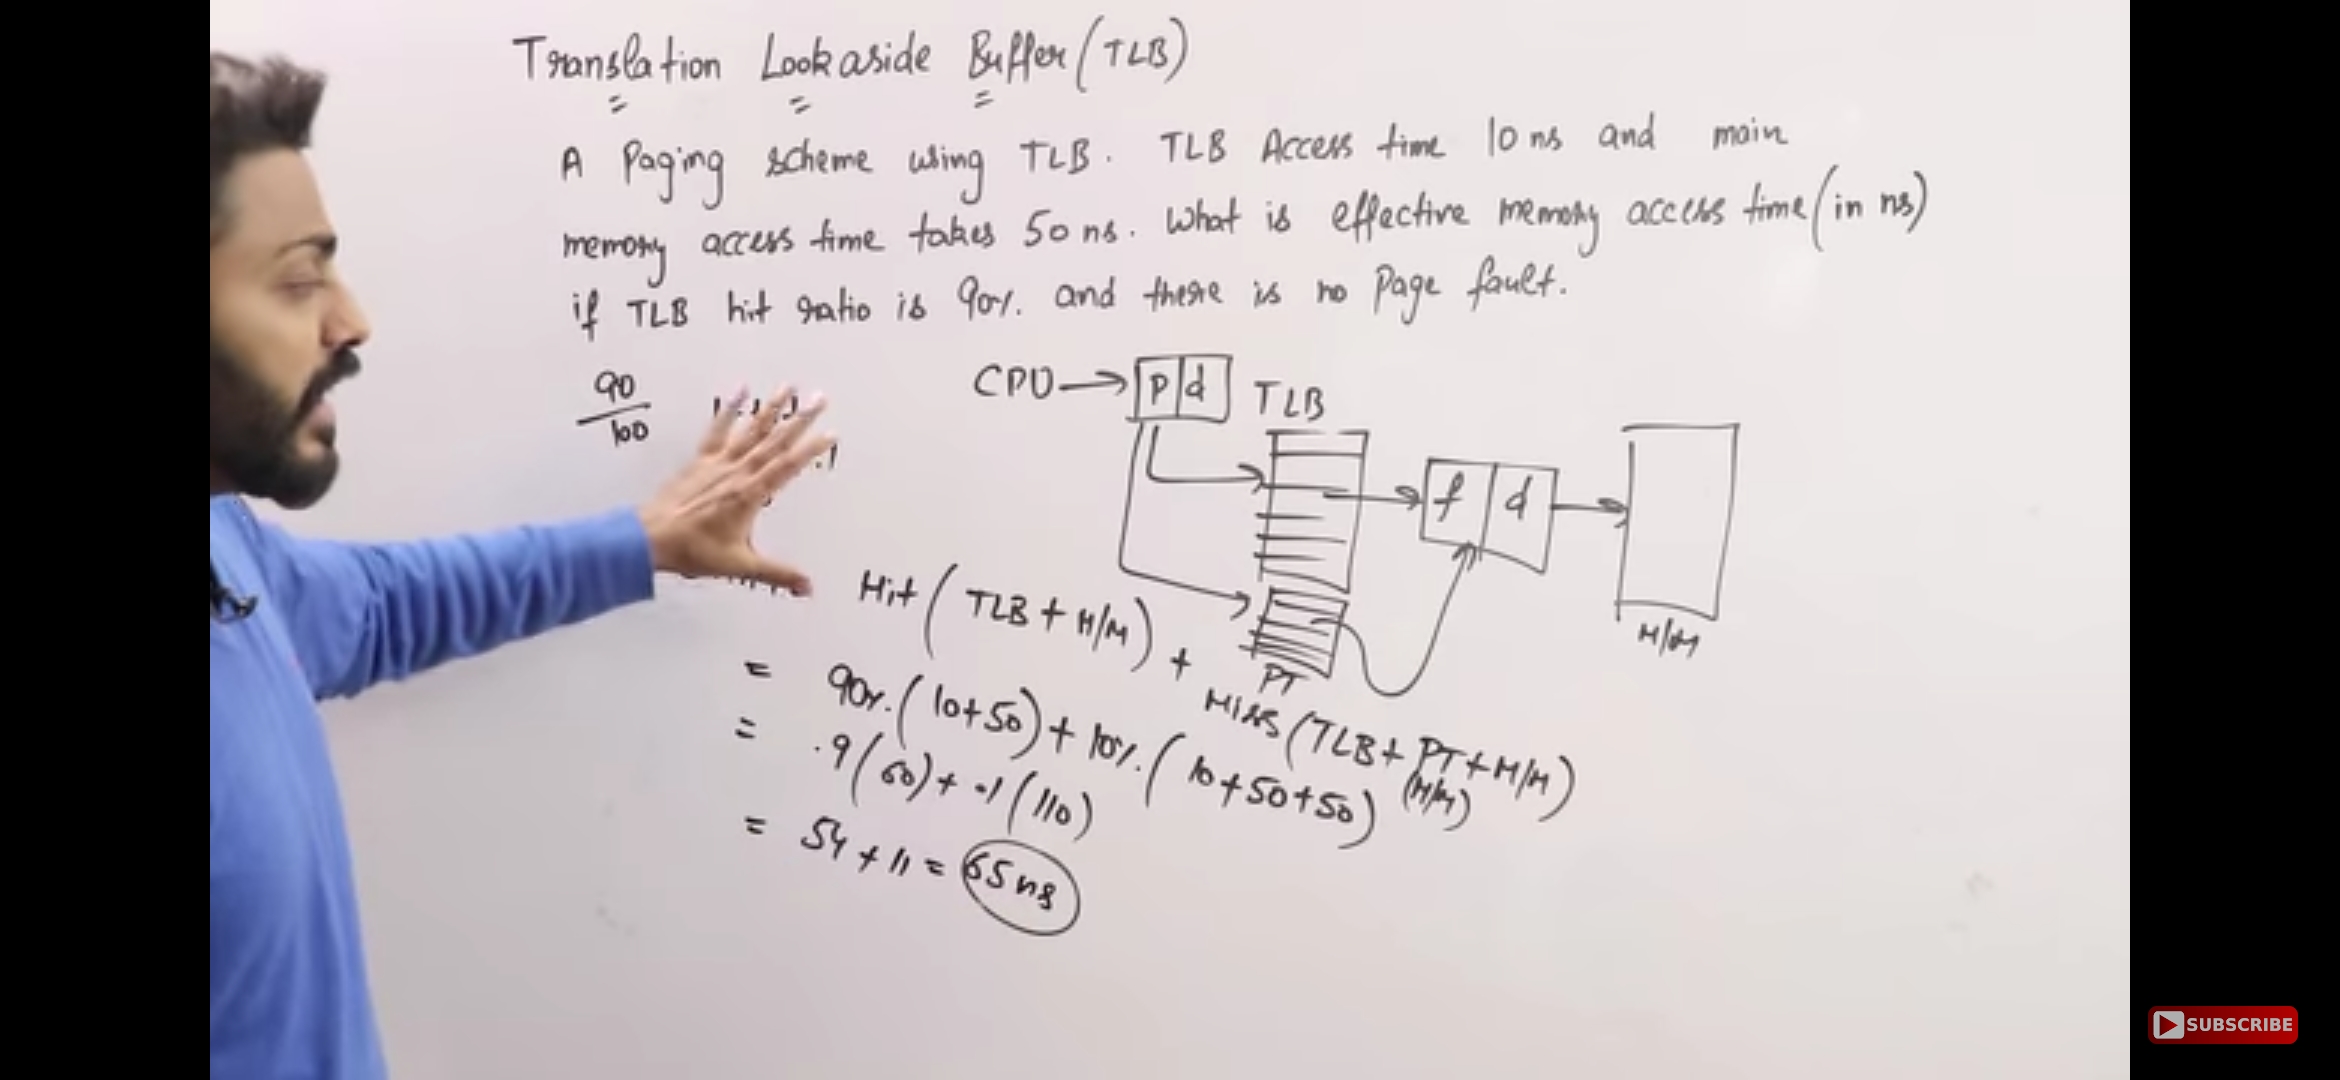 Translation Lookaside Buffer (TLB)
A Paging scheme using TLB. TLB Access time 10 ns and main
memory access time takes 50 ns. What is effective memory access time (in ns)
if TLB hit ratio is 90%. and there is no Page fault.
90
100
.1
CPU → p d TLB
f d
M/M
PT
Hit (TLB + M/M) + Miss (TLB + PT + M/M)
(M/M)
= 90%. (10+50) + 10%. (10+50+50)
= .9 (60) + .1 (110)
= 54 + 11 = 65 ns
SUBSCRIBE